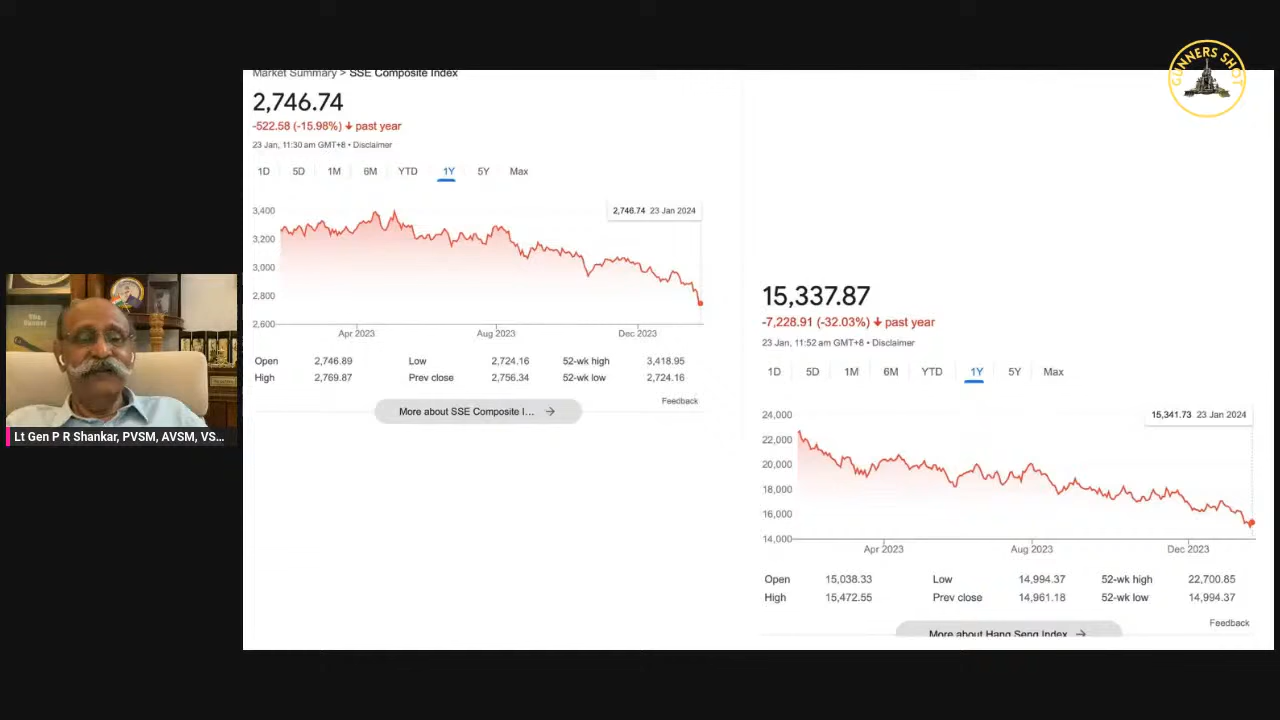 GUNNERS SHOT
Market Summary > SSE Composite Index
2,746.74
-522.58 (-15.98%) ↓ past year
23 Jan, 11:30 am GMT+8 • Disclaimer
1D 5D 1M 6M YTD 1Y 5Y Max
2,746.74 23 Jan 2024
3,400
3,200
3,000
2,800
2,600
Apr 2023 Aug 2023 Dec 2023
Open 2,746.89 Low 2,724.16 52-wk high 3,418.95
High 2,769.87 Prev close 2,756.34 52-wk low 2,724.16
Feedback
More about SSE Composite I... →
15,337.87
-7,228.91 (-32.03%) ↓ past year
23 Jan, 11:52 am GMT+8 • Disclaimer
1D 5D 1M 6M YTD 1Y 5Y Max
15,341.73 23 Jan 2024
24,000
22,000
20,000
18,000
16,000
14,000
Apr 2023 Aug 2023 Dec 2023
Open 15,038.33 Low 14,994.37 52-wk high 22,700.85
High 15,472.55 Prev close 14,961.18 52-wk low 14,994.37
Feedback
More about Hang Seng Index →
The
Gunner
Lt Gen P R Shankar, PVSM, AVSM, VS...